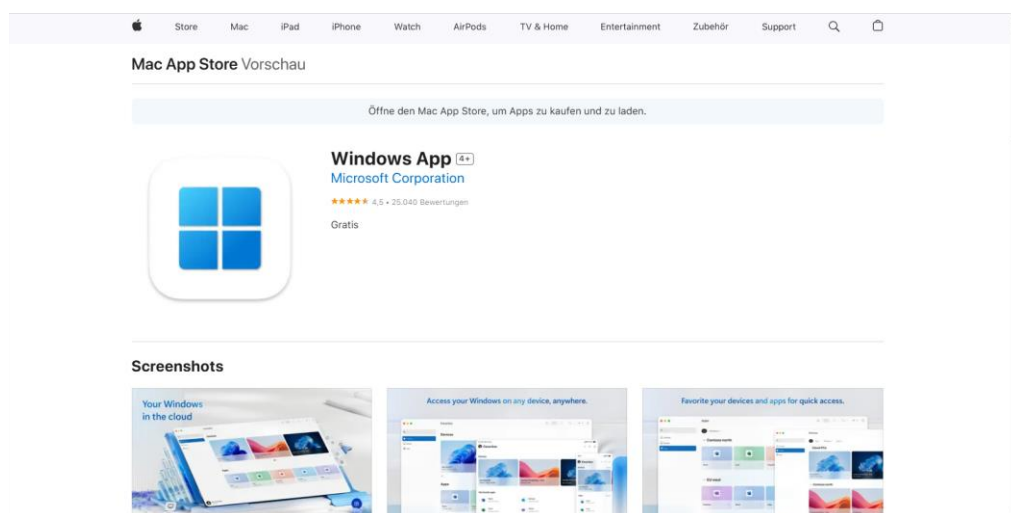 Store Mac iPad iPhone Watch AirPods TV & Home Entertainment Zubehör Support
Mac App Store Vorschau
Öffne den Mac App Store, um Apps zu kaufen und zu laden.
Windows App 4+
Microsoft Corporation
★★★★★ 4,5 • 25.040 Bewertungen
Gratis
Screenshots
Your Windows
in the cloud
Access your Windows on any device, anywhere.
Favorite your devices and apps for quick access.